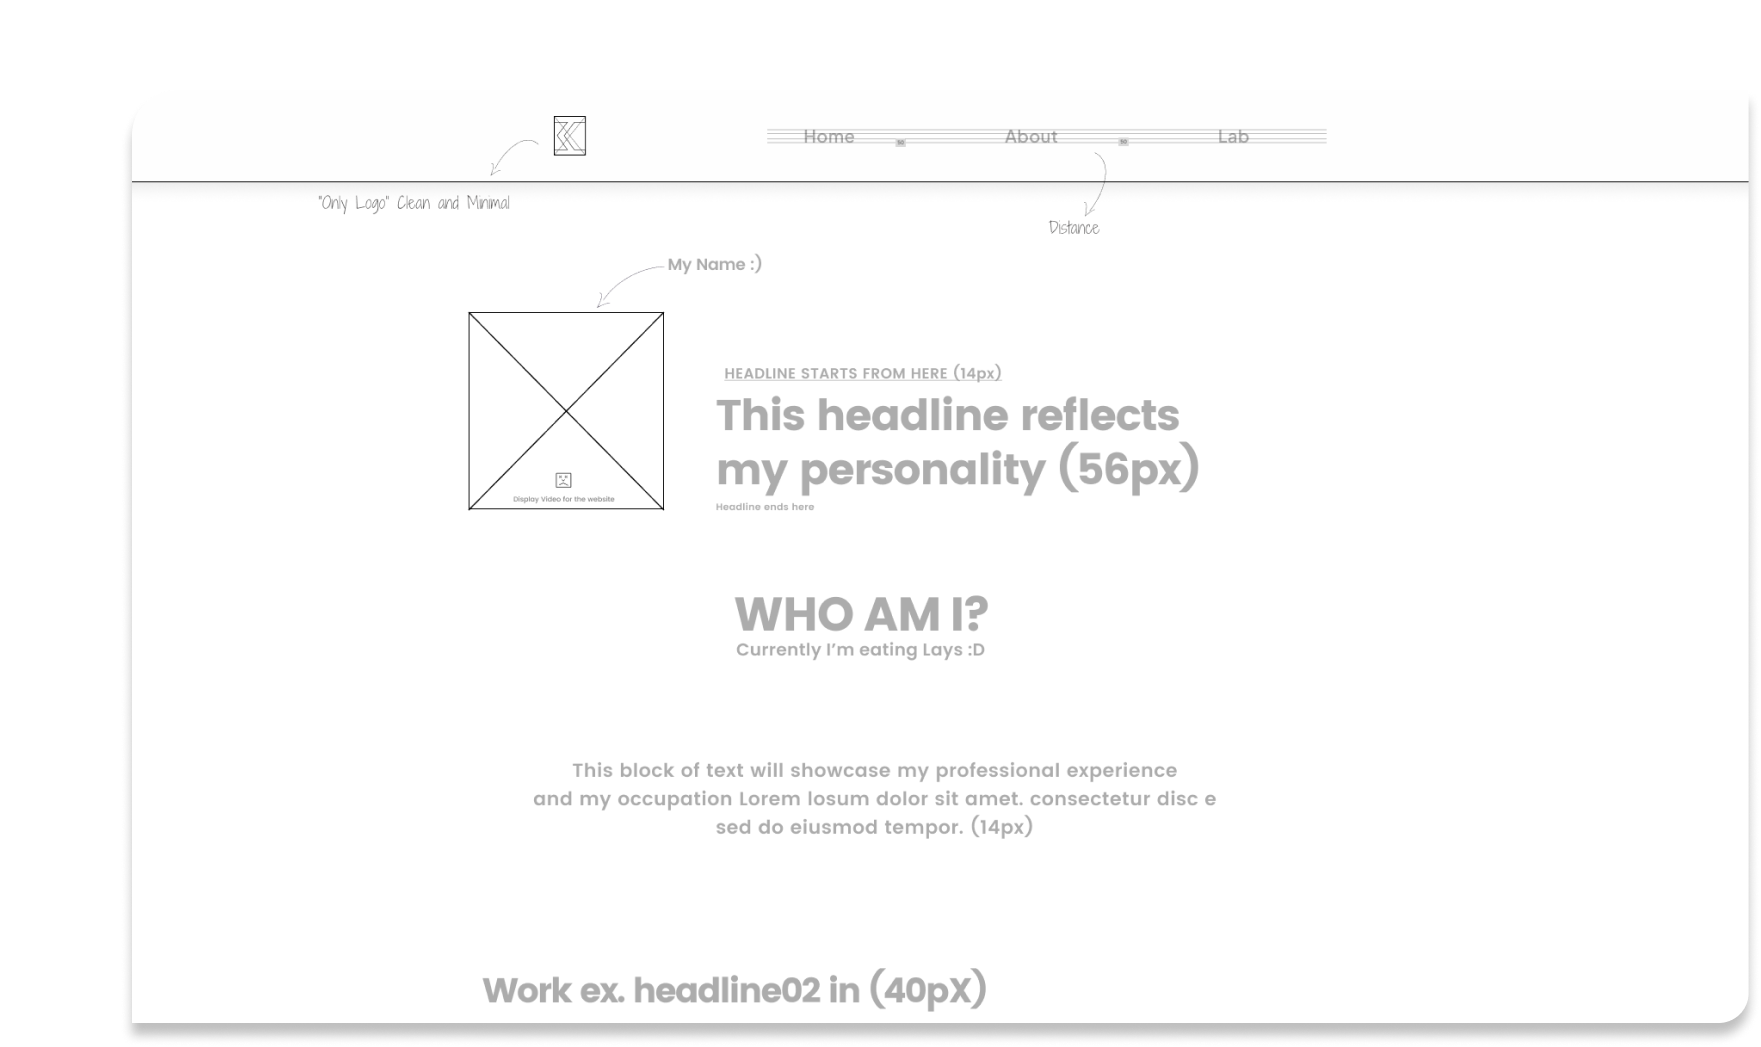 Home
50
About
50
Lab
"Only Logo" Clean and Minimal
Distance
My Name :)
HEADLINE STARTS FROM HERE (14px)
This headline reflects
my personality (56px)
Display Video for the website
Headline ends here
WHO AM I?
Currently I'm eating Lays :D
This block of text will showcase my professional experience
and my occupation Lorem losum dolor sit amet. consectetur disc e
sed do eiusmod tempor. (14px)
Work ex. headline02 in (40pX)